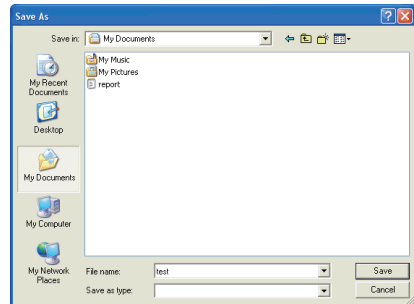 Save As
Save in: My Documents
My Music
My Pictures
report
My Recent
Documents
Desktop
My Documents
My Computer
My Network
Places
File name: test Save
Save as type: Cancel